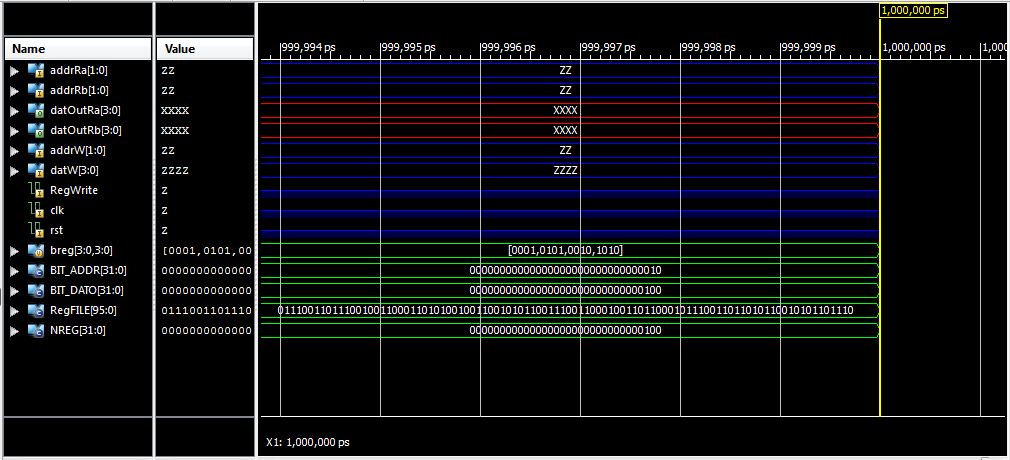 1,000,000 ps
Name Value 999,994 ps 999,995 ps 999,996 ps 999,997 ps 999,998 ps 999,999 ps 1,000,000 ps 1,000
addrRa[1:0] ZZ ZZ
addrRb[1:0] ZZ ZZ
datOutRa[3:0] XXXX XXXX
datOutRb[3:0] XXXX XXXX
addrW[1:0] ZZ ZZ
datW[3:0] ZZZZ ZZZZ
RegWrite Z
clk Z
rst Z
breg[3:0,3:0] [0001,0101,00 [0001,0101,0010,1010]
BIT_ADDR[31:0] 0000000000000 00000000000000000000000000000010
BIT_DATO[31:0] 0000000000000 00000000000000000000000000000100
RegFILE[95:0] 0111001101110
NREG[31:0] 0000000000000 00000000000000000000000000000100
X1: 1,000,000 ps